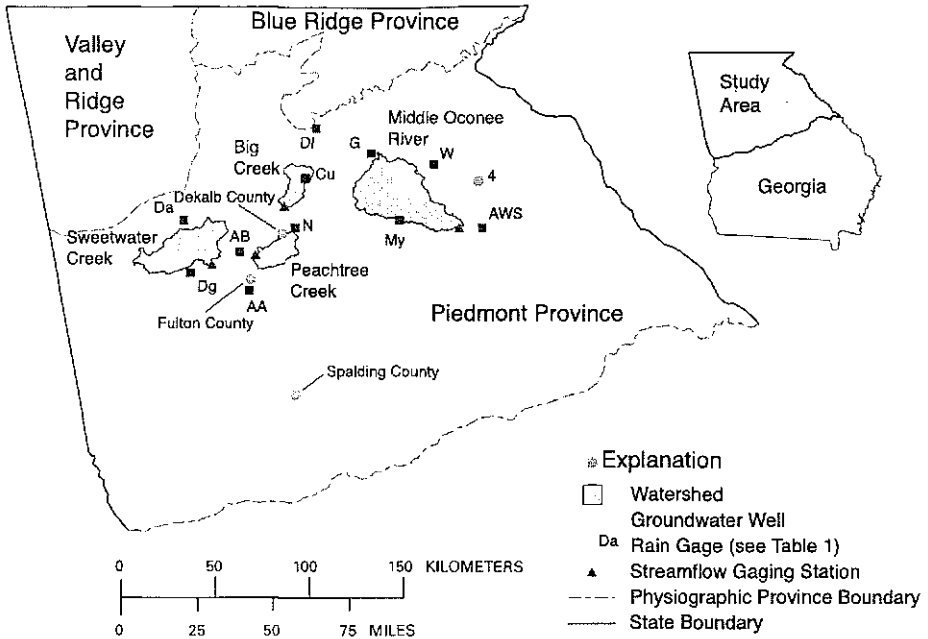 Blue Ridge Province
Valley
and
Ridge
Province
Study
Area
Georgia
Middle Oconee
River
Dl
G
W
4
Big
Creek
Cu
Dekalb County
Da
N
AWS
My
Sweetwater
Creek
AB
Dg
Peachtree
Creek
AA
Fulton County
Piedmont Province
Spalding County
Explanation
Watershed
Groundwater Well
Da Rain Gage (see Table 1)
Streamflow Gaging Station
Physiographic Province Boundary
State Boundary
0 50 100 150 KILOMETERS
0 25 50 75 MILES